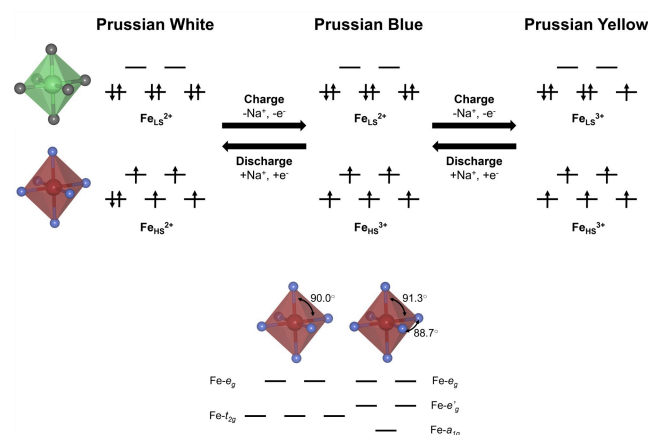 Prussian White Prussian Blue Prussian Yellow
Fe_LS^2+ Fe_LS^2+ Fe_LS^3+
Charge Charge
-Na⁺, -e⁻ -Na⁺, -e⁻
Discharge Discharge
+Na⁺, +e⁻ +Na⁺, +e⁻
Fe_HS^2+ Fe_HS^3+ Fe_HS^3+
90.0° 91.3°
88.7°
Fe-e_g Fe-e_g
Fe-t_2g Fe-e'_g
Fe-a_1g